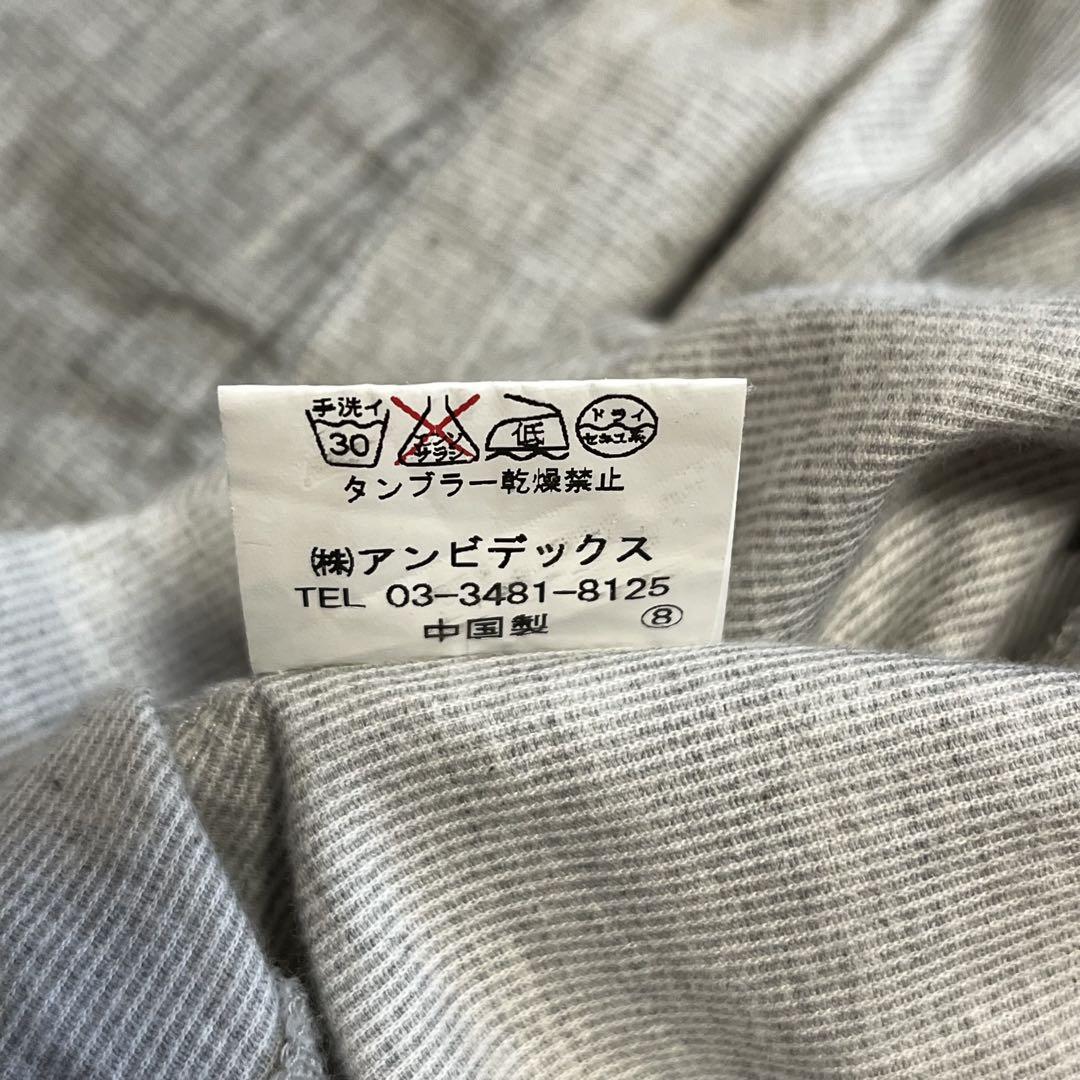 手洗イ
30 エンソサラシ 低 ドライセキユ系
タンブラー乾燥禁止
㈱アンビデックス
TEL 03-3481-8125
中国製 ⑧